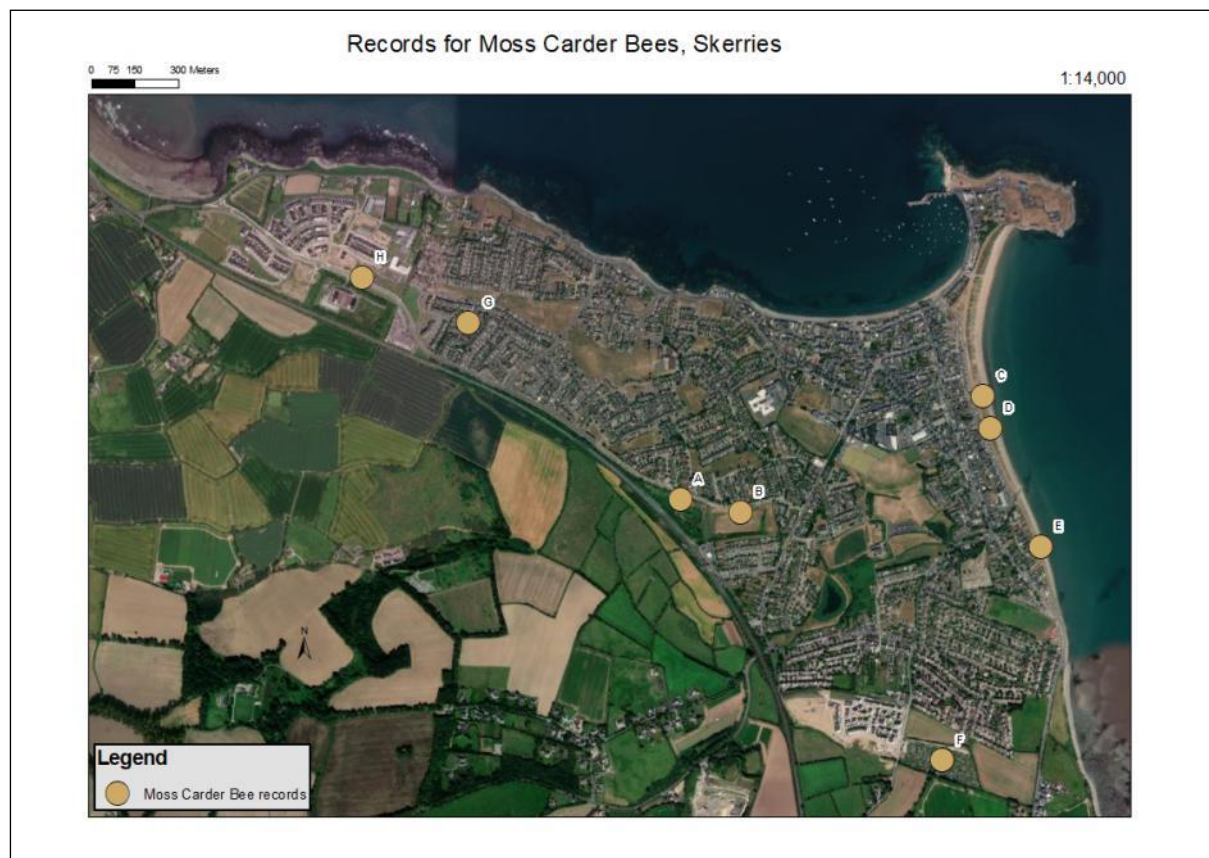 Records for Moss Carder Bees, Skerries
0 75 150 300 Meters
1:14,000
H
G
C
D
A
B
E
N
F
Legend
Moss Carder Bee records